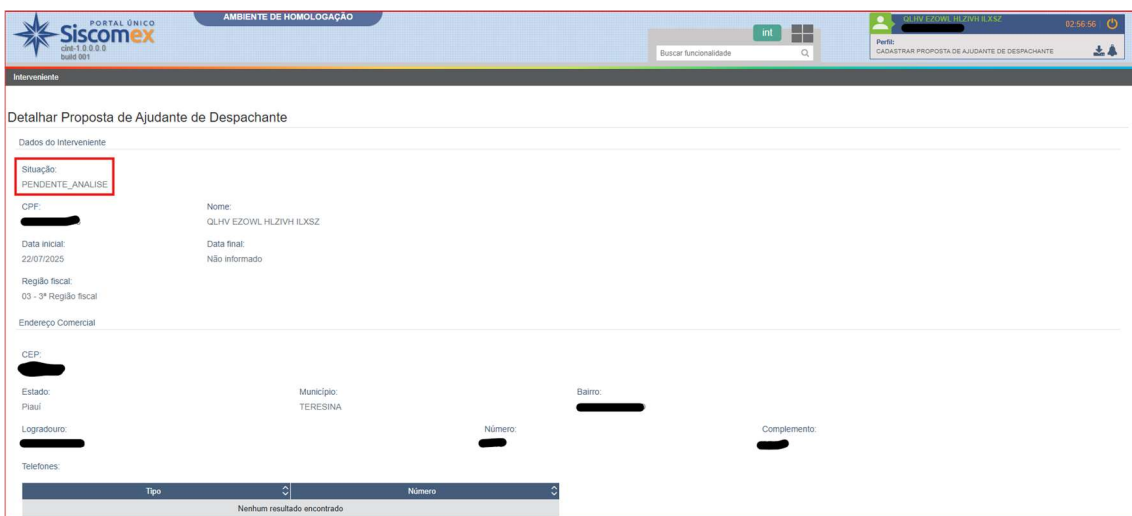 AMBIENTE DE HOMOLOGAÇÃO
PORTAL ÚNICO
Siscomex
cint-1.0.0.0.0
build 001
int
Buscar funcionalidade
QLHV EZOWL HLZIVH ILXSZ
02:56:56
Perfil:
CADASTRAR PROPOSTA DE AJUDANTE DE DESPACHANTE
Interveniente
Detalhar Proposta de Ajudante de Despachante
Dados do Interveniente
Situação:
PENDENTE_ANALISE
CPF: Nome:
QLHV EZOWL HLZIVH ILXSZ
Data inicial: Data final:
22/07/2025 Não informado
Região fiscal:
03 - 3ª Região fiscal
Endereço Comercial
CEP:
Estado: Município: Bairro:
Piauí TERESINA
Logradouro: Número: Complemento:
Telefones:
Tipo Número
Nenhum resultado encontrado